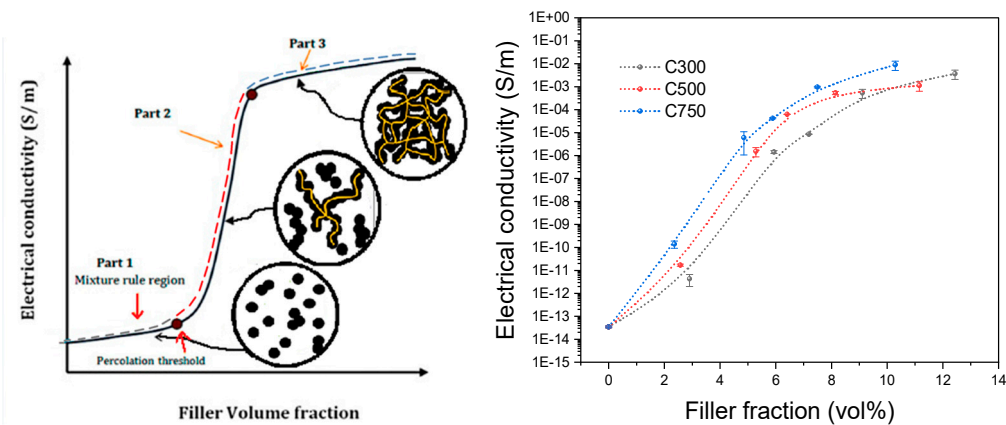 Electrical conductivity (S/ m)
Part 3
Part 2
Part 1
Mixture rule region
Percolation threshold
Filler Volume fraction
Electrical conductivity (S/m)
1E+00
1E-01
1E-02
1E-03
1E-04
1E-05
1E-06
1E-07
1E-08
1E-09
1E-10
1E-11
1E-12
1E-13
1E-14
1E-15
C300
C500
C750
0 2 4 6 8 10 12 14
Filler fraction (vol%)